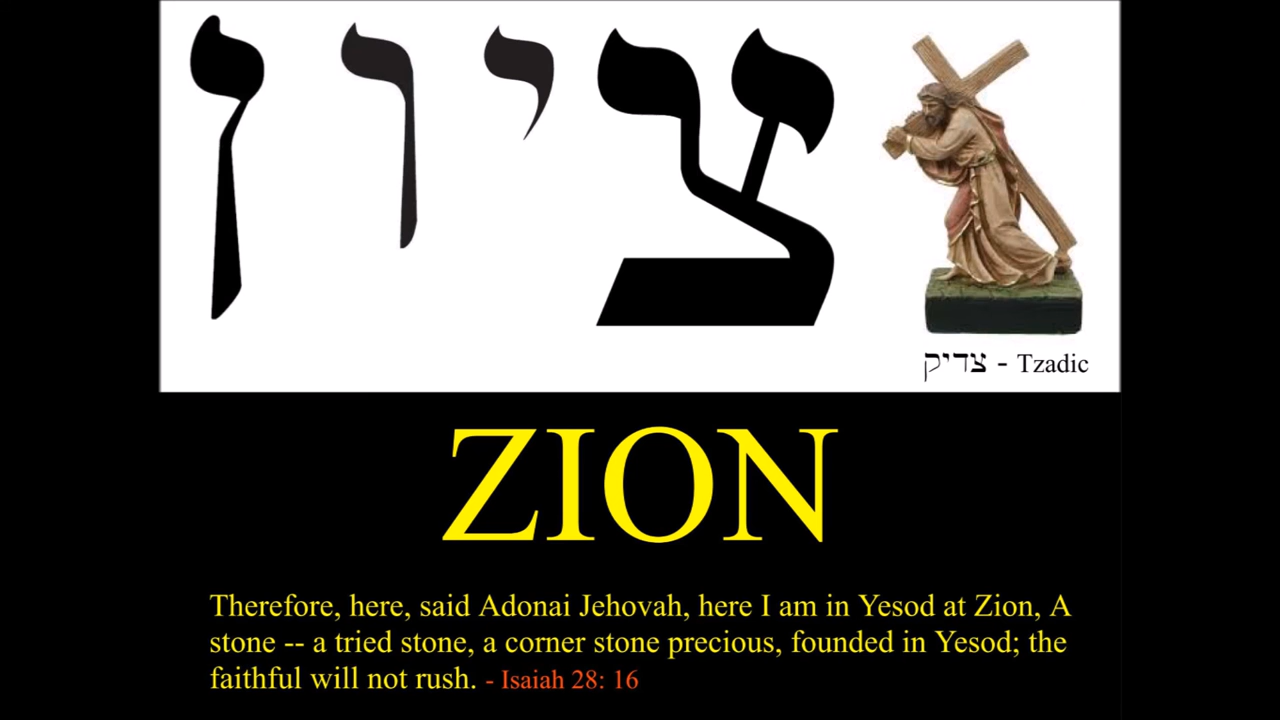 ציון
צדיק - Tzadic
ZION
Therefore, here, said Adonai Jehovah, here I am in Yesod at Zion, A
stone -- a tried stone, a corner stone precious, founded in Yesod; the
faithful will not rush. - Isaiah 28: 16